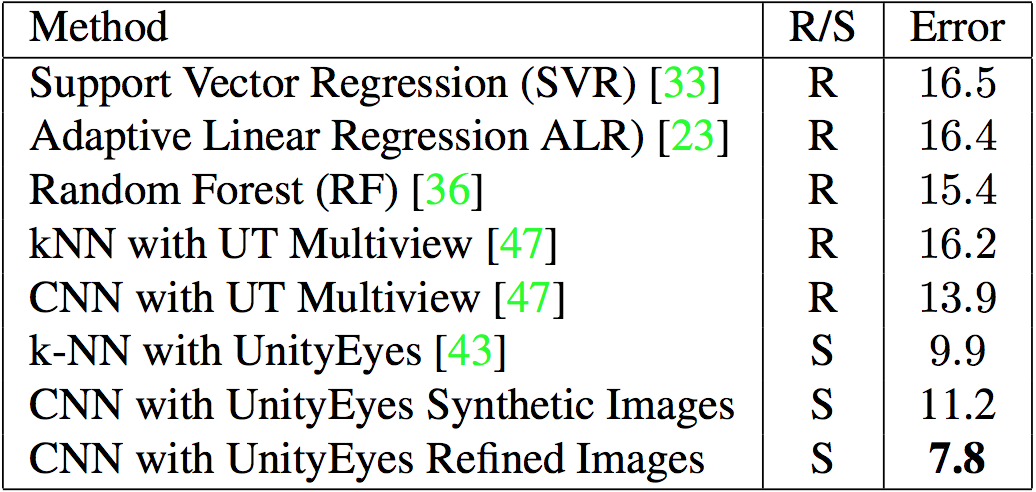 Method R/S Error
Support Vector Regression (SVR) [33] R 16.5
Adaptive Linear Regression ALR) [23] R 16.4
Random Forest (RF) [36] R 15.4
kNN with UT Multiview [47] R 16.2
CNN with UT Multiview [47] R 13.9
k-NN with UnityEyes [43] S 9.9
CNN with UnityEyes Synthetic Images S 11.2
CNN with UnityEyes Refined Images S 7.8